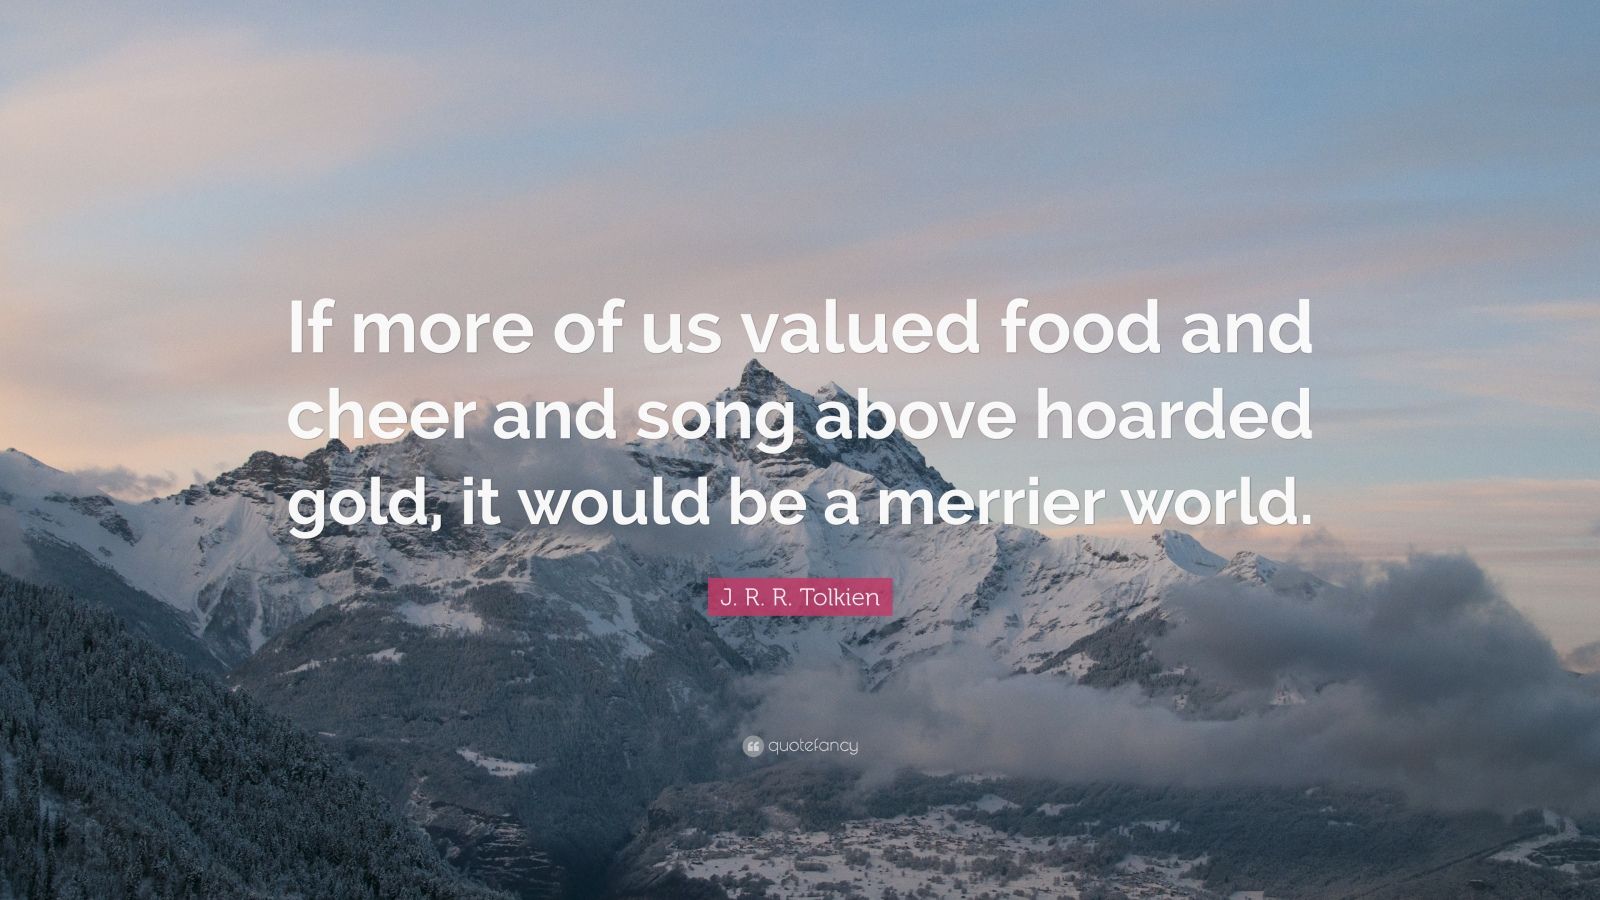 If more of us valued food and
cheer and song above hoarded
gold, it would be a merrier world.
J. R. R. Tolkien
quotefancy